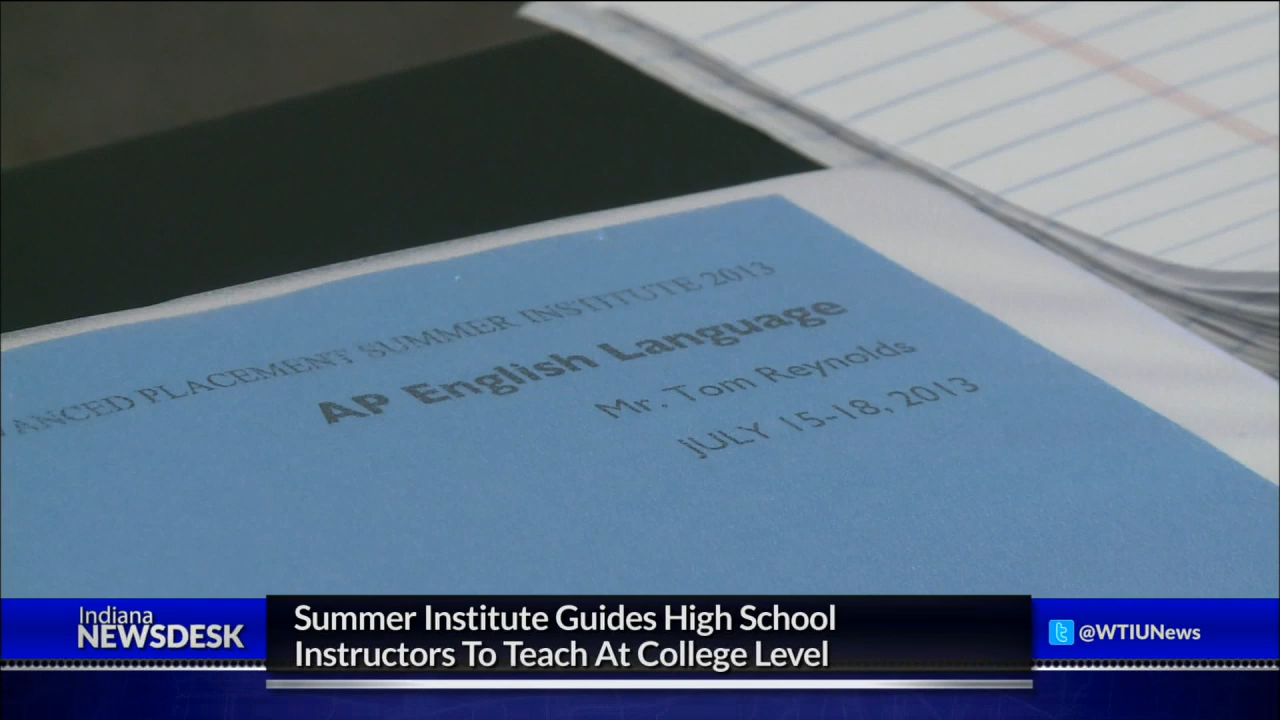 VANCED PLACEMENT SUMMER INSTITUTE 2013
AP English Language
Mr. Tom Reynolds
JULY 15-18, 2013
Indiana
NEWSDESK
Summer Institute Guides High School
Instructors To Teach At College Level
@WTIUNews